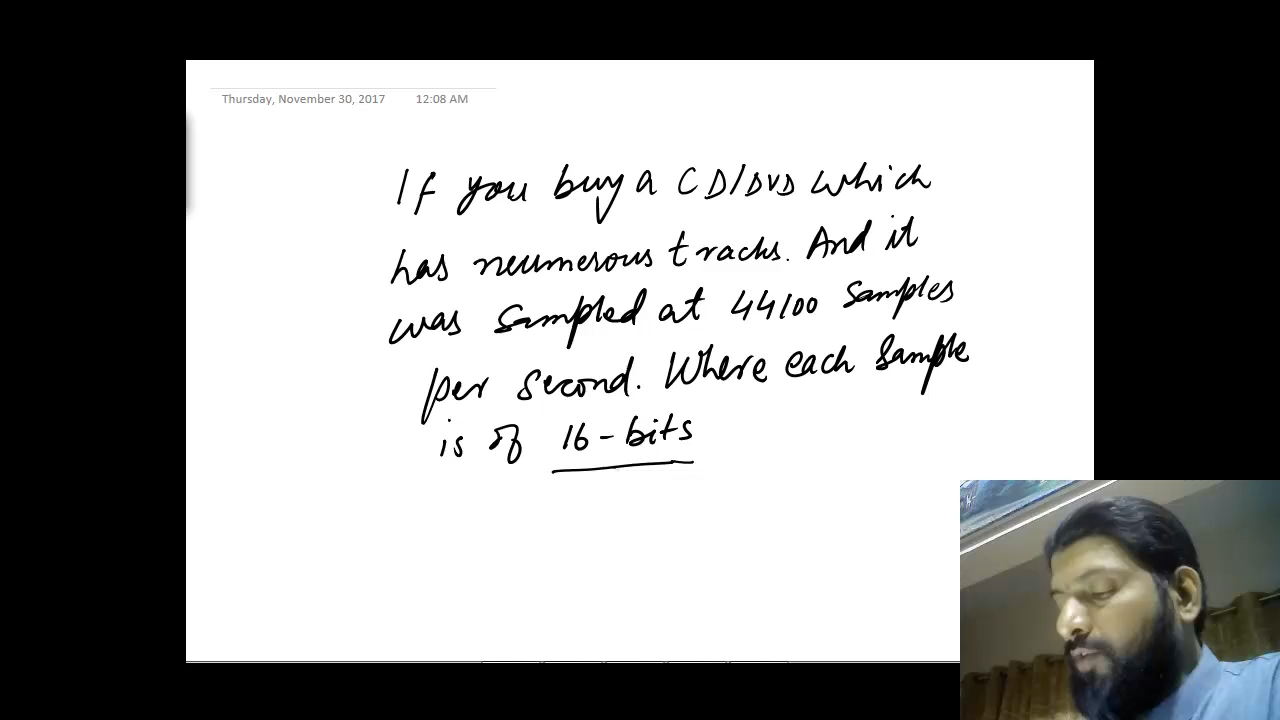 Thursday, November 30, 2017 12:08 AM
If you buy a CD/DVD which
has neumerous tracks. And it
was sampled at 44100 samples
per second. Where each sample
is of 16-bits